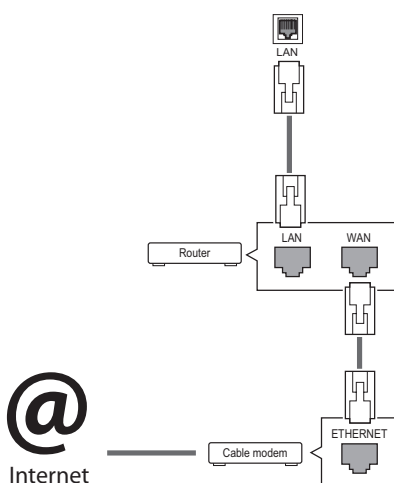 LAN
LAN WAN
Router
ETHERNET
@
Cable modem
Internet